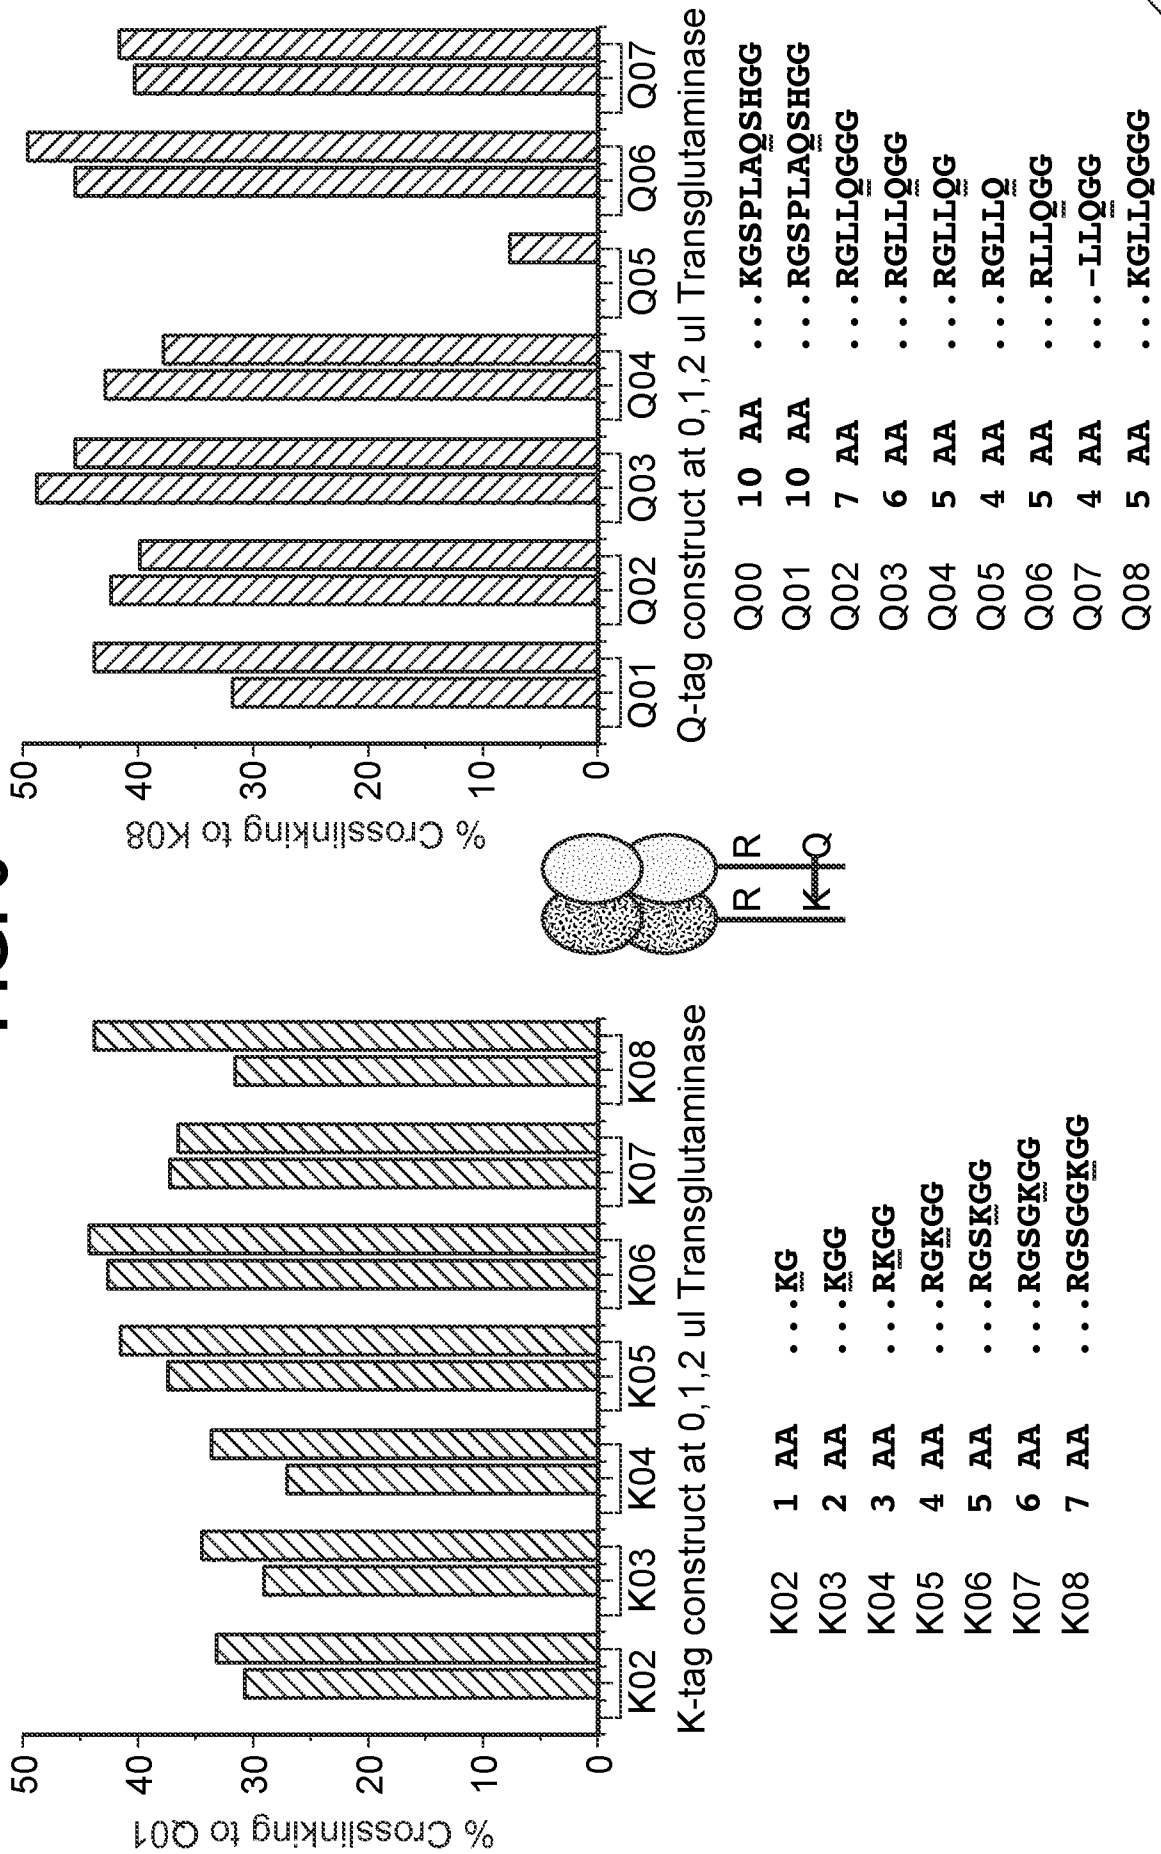 50
40
30
20
10
0
% Crosslinking to Q01
K02 K03 K04 K05 K06 K07 K08
K-tag construct at 0,1,2 ul Transglutaminase
K02 1 AA ...KG
K03 2 AA ...KGG
K04 3 AA ...RKGG
K05 4 AA ...RGKGG
K06 5 AA ...RGSKGG
K07 6 AA ...RGSGKGG
K08 7 AA ...RGSGGKGG
R R
K Q
50
40
30
20
10
0
% Crosslinking to K08
Q01 Q02 Q03 Q04 Q05 Q06 Q07
Q-tag construct at 0,1,2 ul Transglutaminase
Q00 10 AA ...KGSPLAQSHGG
Q01 10 AA ...RGSPLAQSHGG
Q02 7 AA ...RGLLQGGG
Q03 6 AA ...RGLLQGG
Q04 5 AA ...RGLLQG
Q05 4 AA ...RGLLQ
Q06 5 AA ...RLLQGG
Q07 4 AA ...-LLQGG
Q08 5 AA ...KGLLQGGG